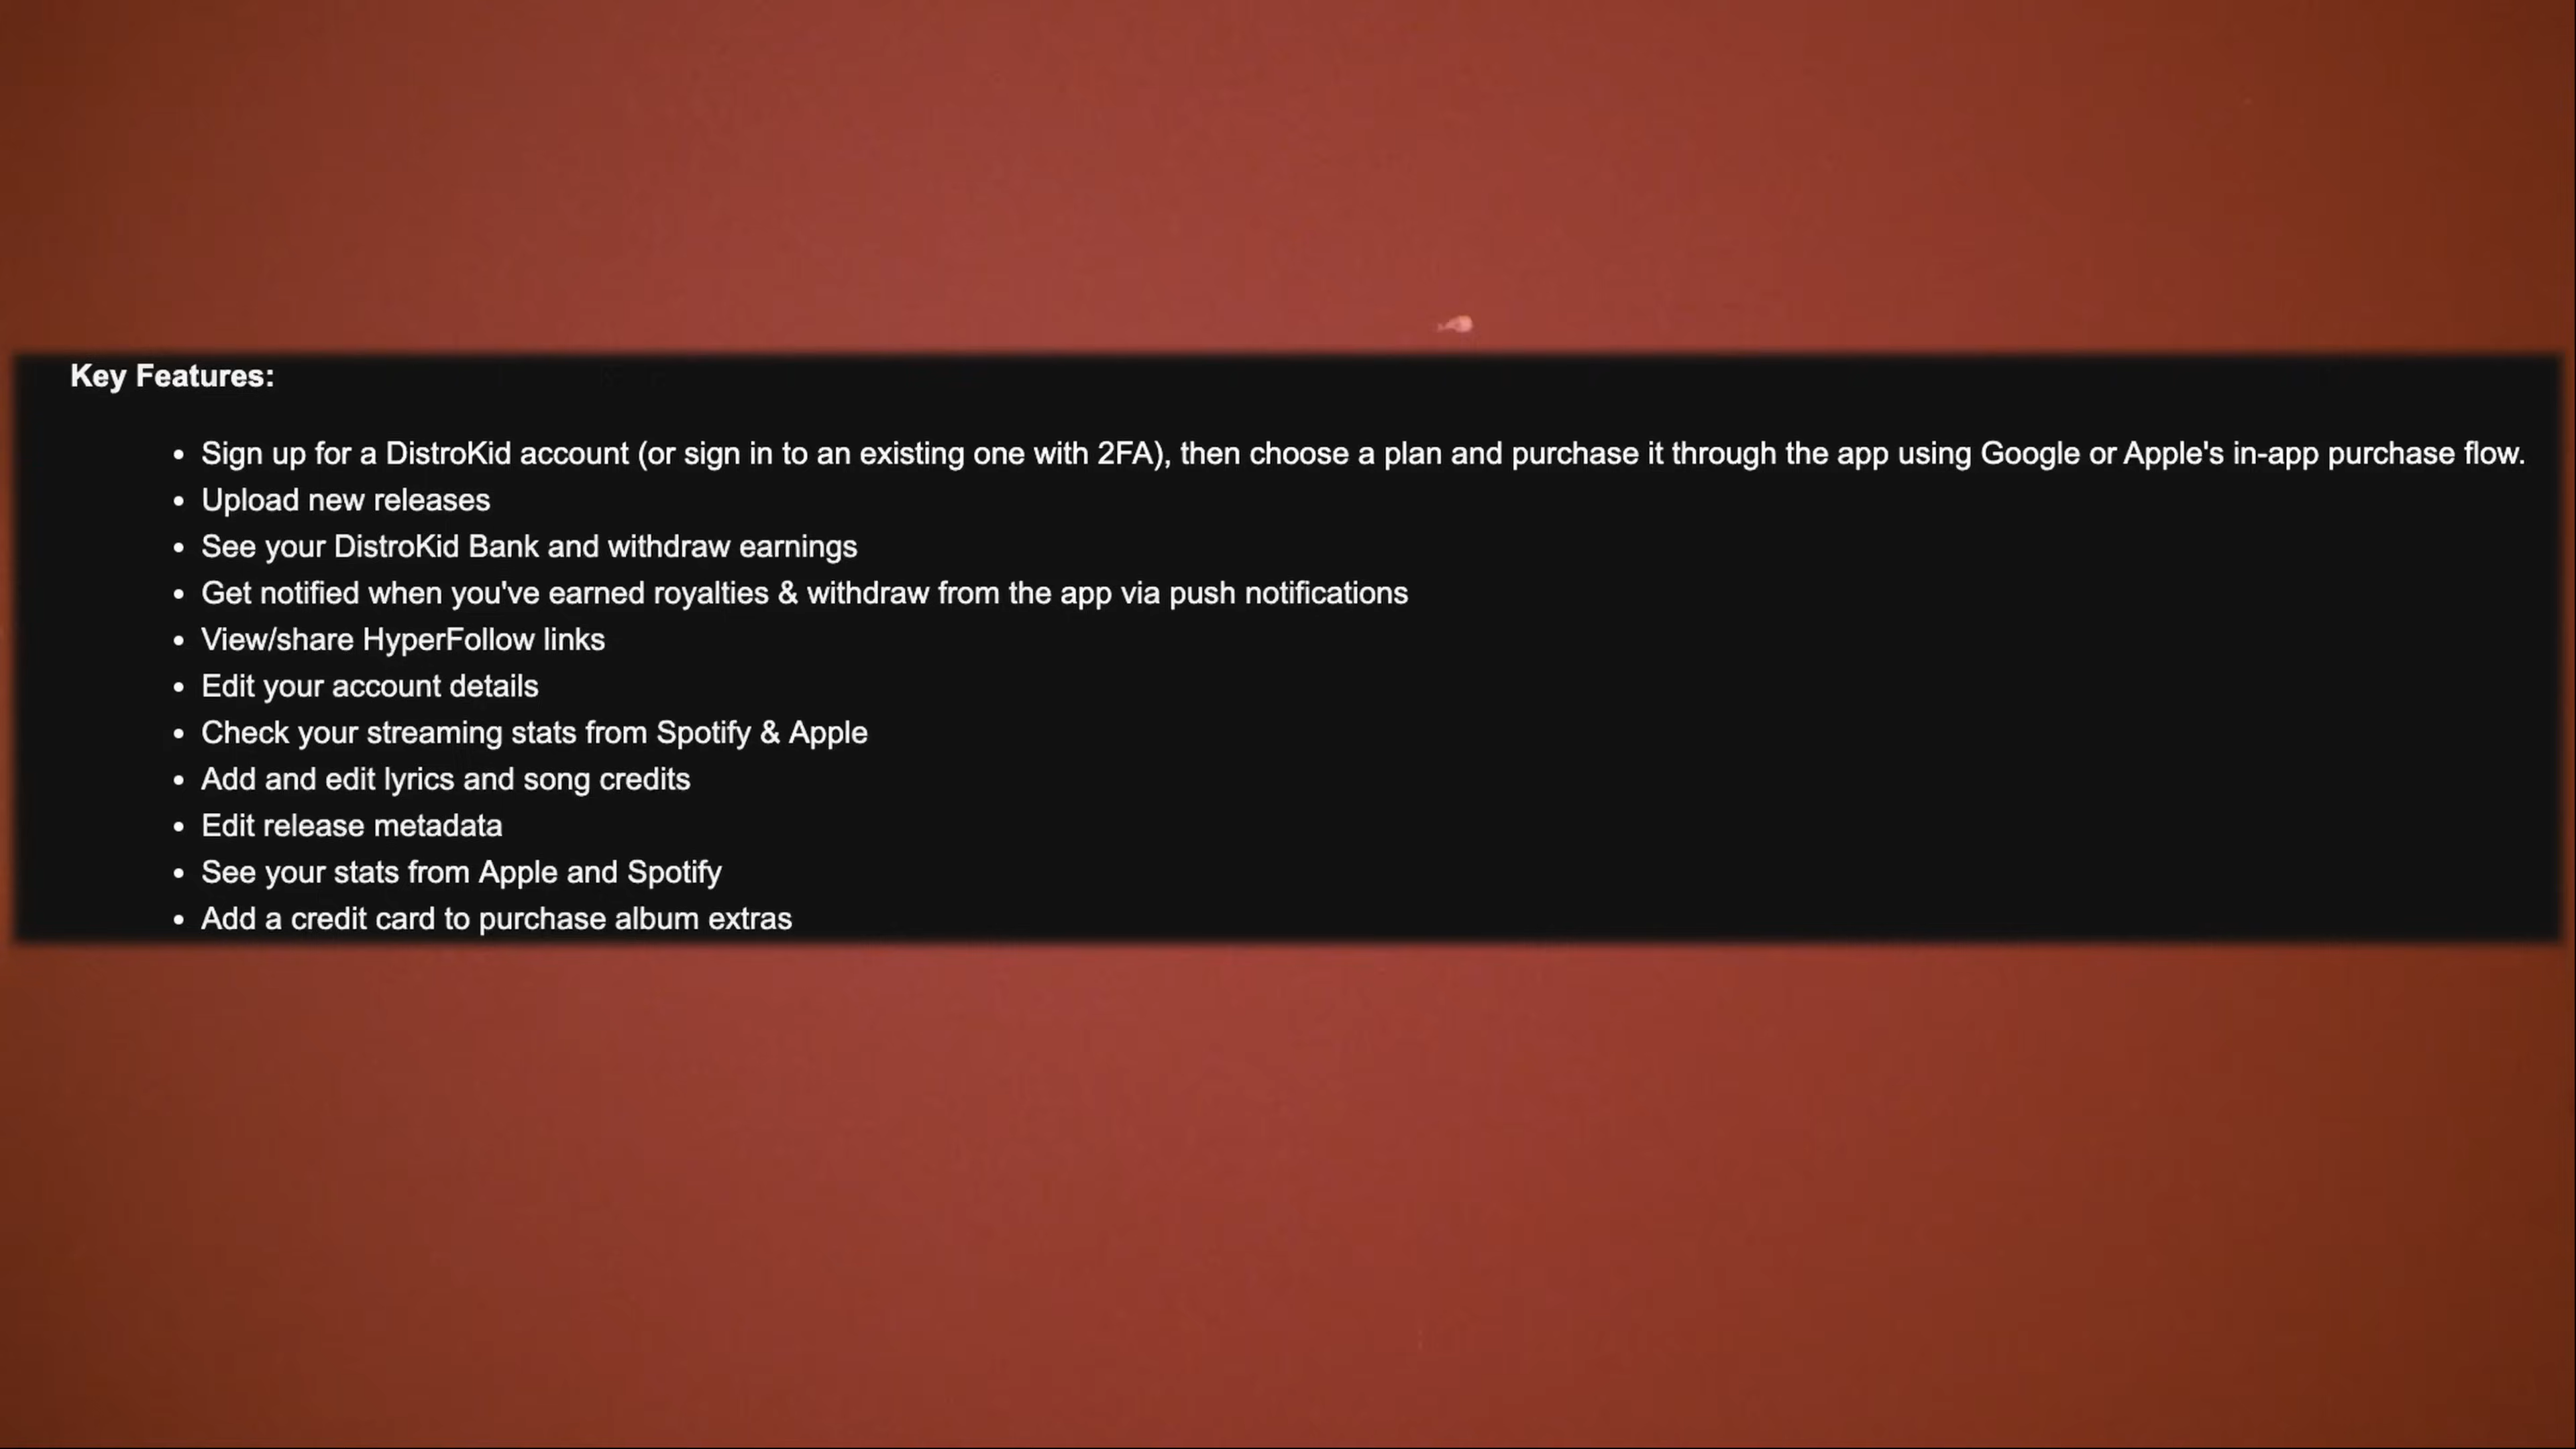 Key Features:
• Sign up for a DistroKid account (or sign in to an existing one with 2FA), then choose a plan and purchase it through the app using Google or Apple's in-app purchase flow.
• Upload new releases
• See your DistroKid Bank and withdraw earnings
• Get notified when you've earned royalties & withdraw from the app via push notifications
• View/share HyperFollow links
• Edit your account details
• Check your streaming stats from Spotify & Apple
• Add and edit lyrics and song credits
• Edit release metadata
• See your stats from Apple and Spotify
• Add a credit card to purchase album extras